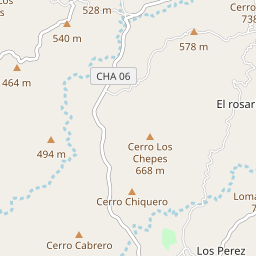 528 m
Cerro
738
540 m
578 m
464 m
CHA 06
El rosar
494 m
Cerro Los
Chepes
668 m
Cerro Chiquero
Loma
760
Cerro Cabrero
Los Perez